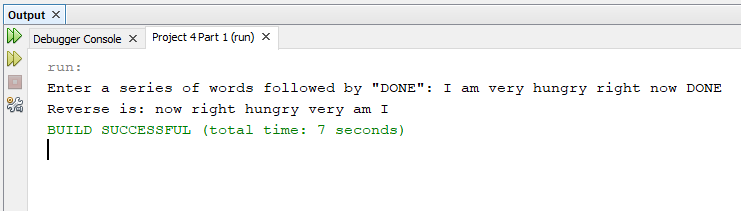 Output ×
Debugger Console × Project 4 Part 1 (run) ×
run:
Enter a series of words followed by "DONE": I am very hungry right now DONE
Reverse is: now right hungry very am I
BUILD SUCCESSFUL (total time: 7 seconds)